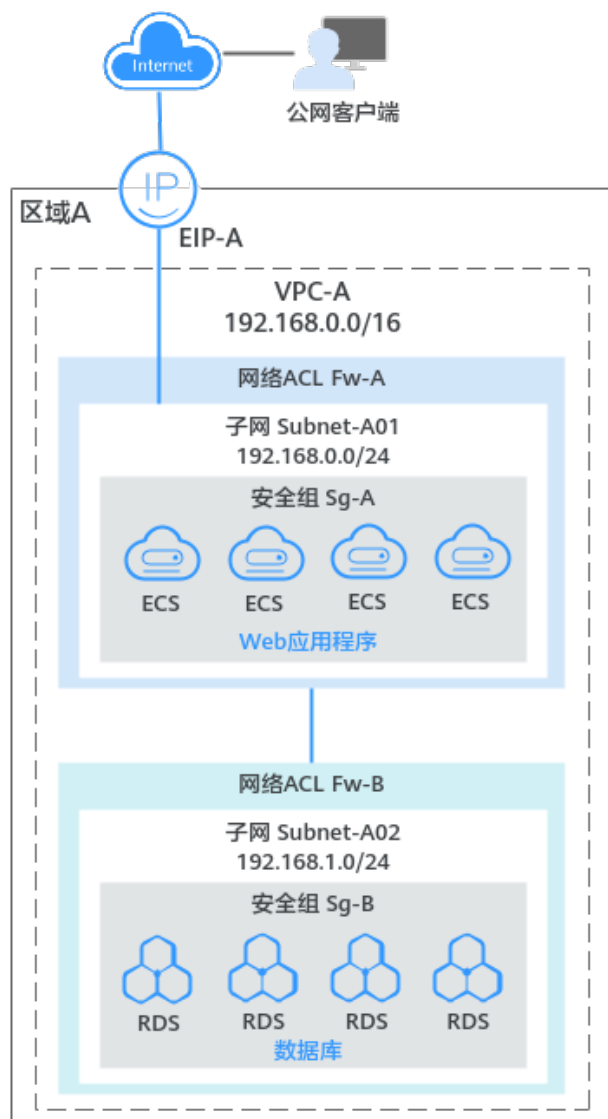 Internet
公网客户端
IP
区域A
EIP-A
VPC-A
192.168.0.0/16
网络ACL Fw-A
子网 Subnet-A01
192.168.0.0/24
安全组 Sg-A
ECS ECS ECS ECS
Web应用程序
网络ACL Fw-B
子网 Subnet-A02
192.168.1.0/24
安全组 Sg-B
RDS RDS RDS RDS
数据库